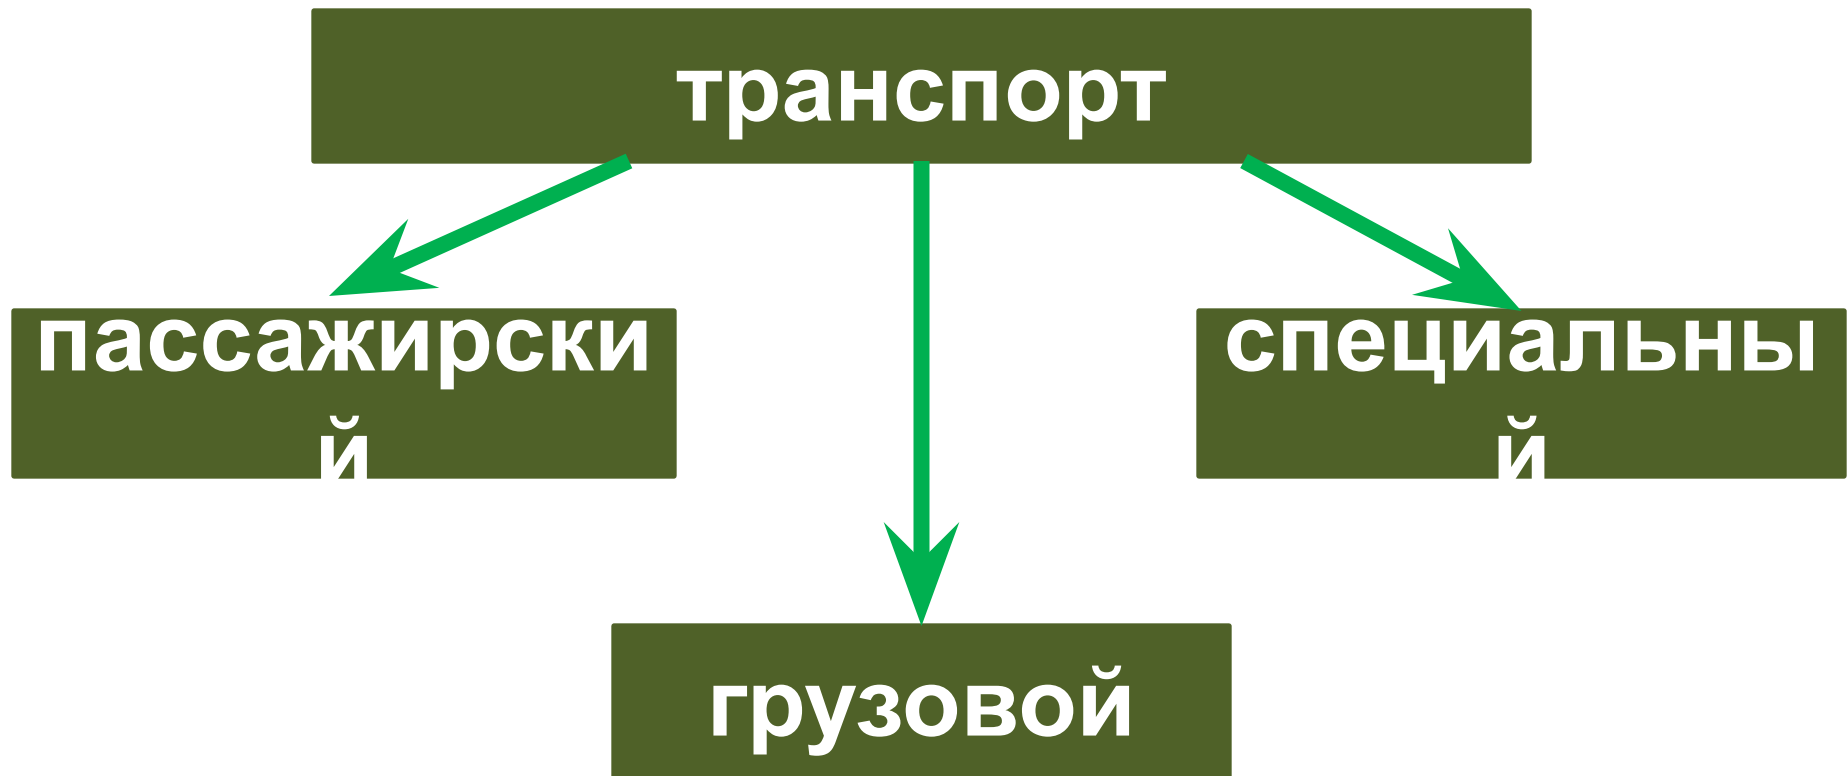 транспорт
пассажирски
й
специальны
й
грузовой